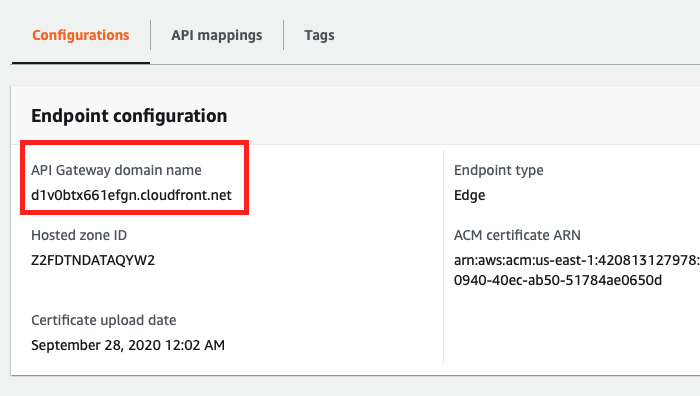 Configurations
API mappings
Tags
Endpoint configuration
API Gateway domain name
d1v0btx661efgn.cloudfront.net
Hosted zone ID
Z2FDTNDATAQYW2
Certificate upload date
September 28, 2020 12:02 AM
Endpoint type
Edge
ACM certificate ARN
arn:aws:acm:us-east-1:420813127978:
0940-40ec-ab50-51784ae0650d